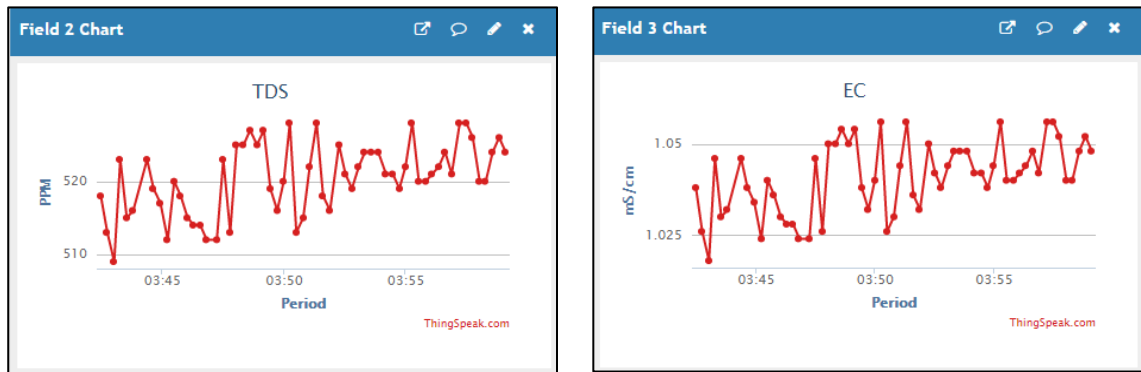 Field 2 Chart
TDS
PPM
520
510
03:45
03:50
03:55
Period
ThingSpeak.com
Field 3 Chart
EC
mS/cm
1.05
1.025
03:45
03:50
03:55
Period
ThingSpeak.com